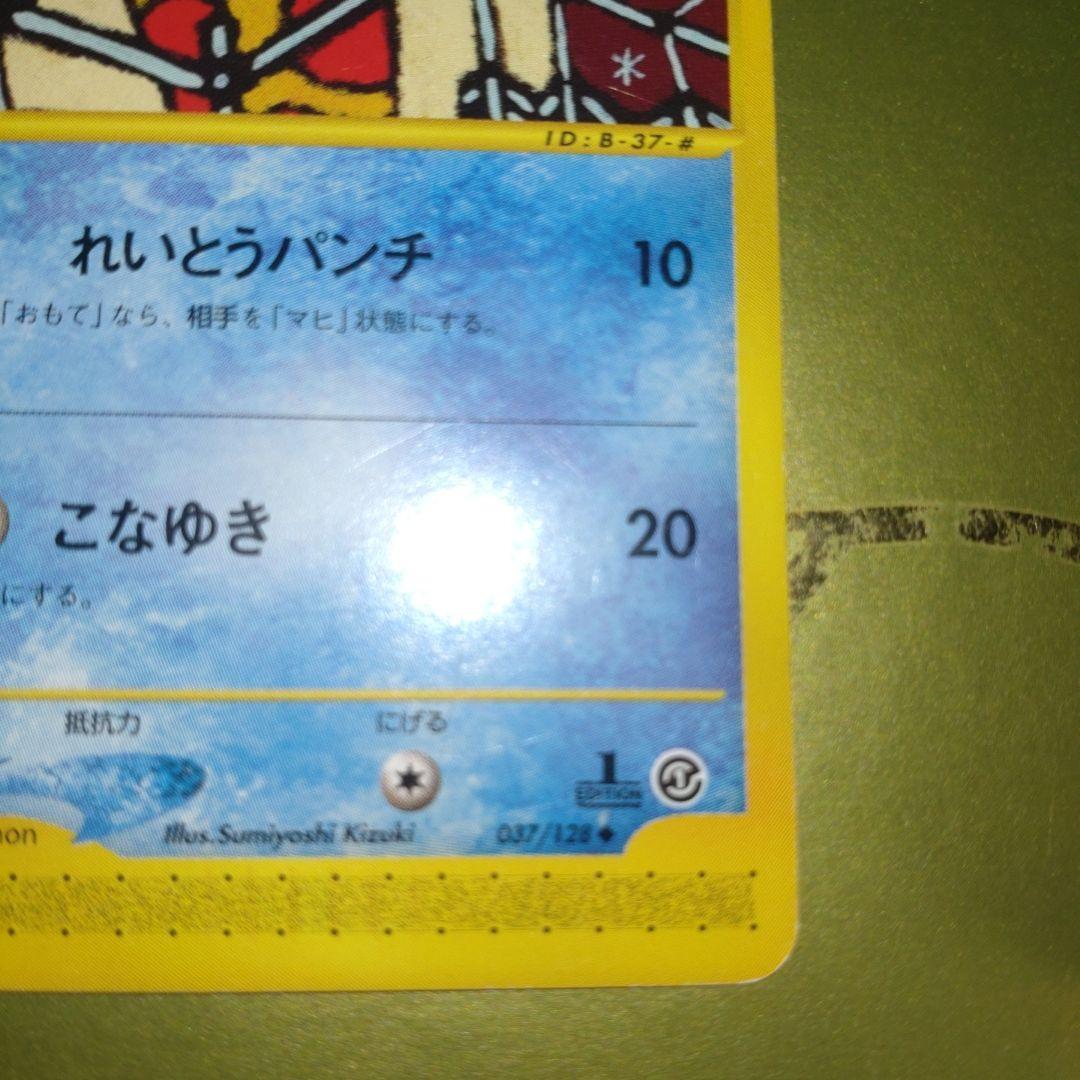 ID:B-37-#
れいとうパンチ 10
「おもて」なら、相手を「マヒ」状態にする。
こなゆき 20
にする。
抵抗力 にげる
1
EDITION
mon Illus. Sumiyoshi Kizuki 037/128 ◆